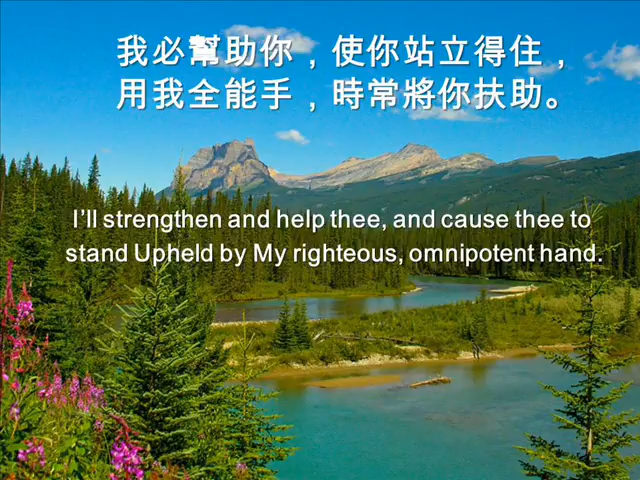 我必幫助你，使你站立得住，
用我全能手，時常將你扶助。
I'll strengthen and help thee, and cause thee to
stand Upheld by My righteous, omnipotent hand.